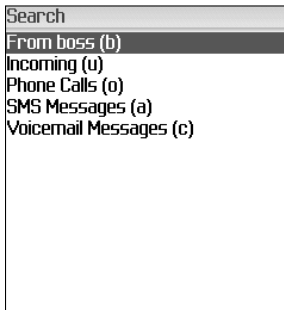 Search
From boss (b)
Incoming (u)
Phone Calls (o)
SMS Messages (a)
Voicemail Messages (c)